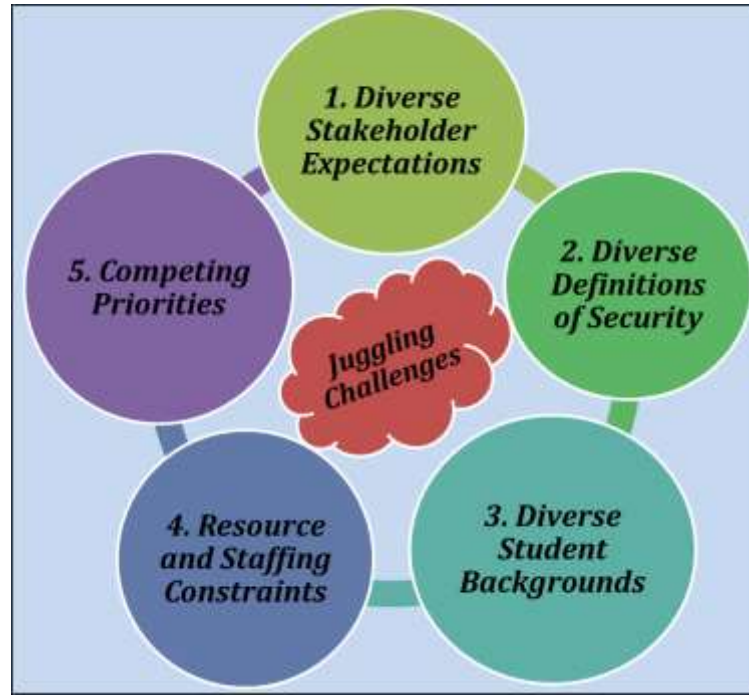 1. Diverse
Stakeholder
Expectations
2. Diverse
Definitions
of Security
3. Diverse
Student
Backgrounds
4. Resource
and Staffing
Constraints
5. Competing
Priorities
Juggling
Challenges